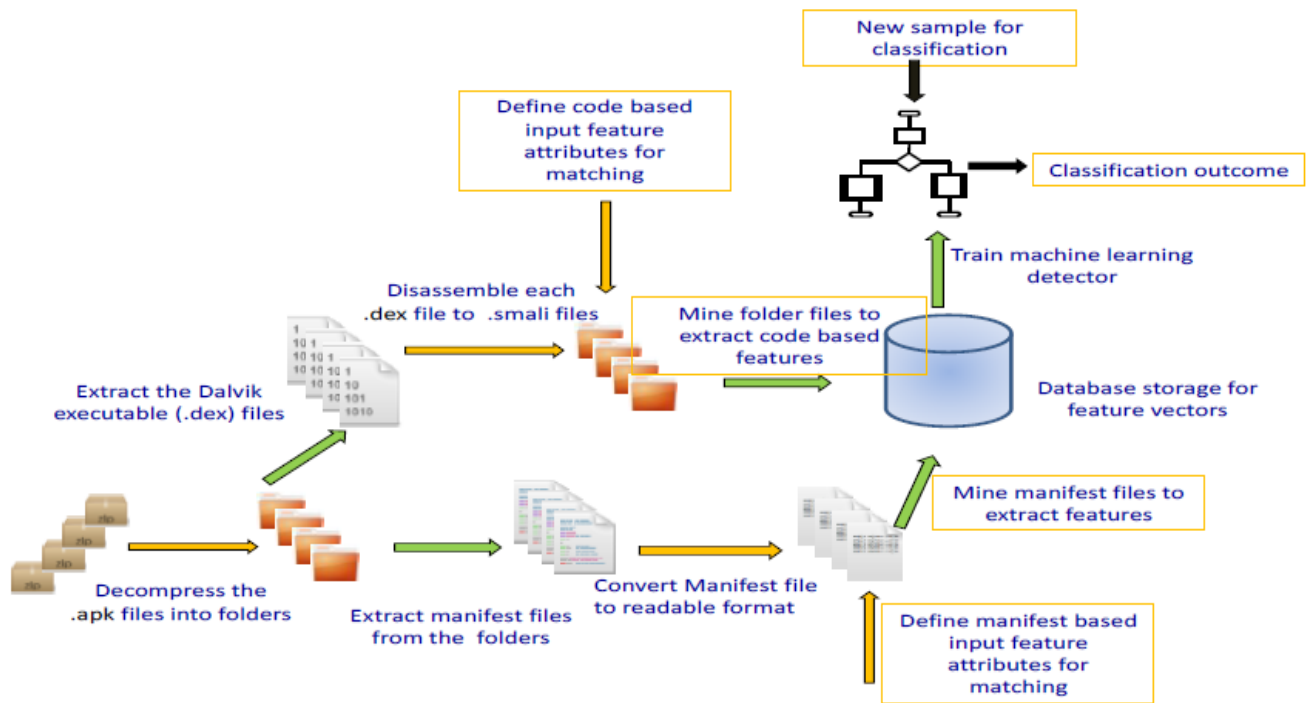 New sample for
classification
Define code based
input feature
attributes for
matching
Classification outcome
Train machine learning
detector
Disassemble each
.dex file to .smali files
Mine folder files to
extract code based
features
1
10
101
1010
Extract the Dalvik
executable (.dex) files
Database storage for
feature vectors
zip
zip
zip
zip
Mine manifest files to
extract features
Decompress the
.apk files into folders
Extract manifest files
from the folders
Convert Manifest file
to readable format
Define manifest based
input feature
attributes for
matching